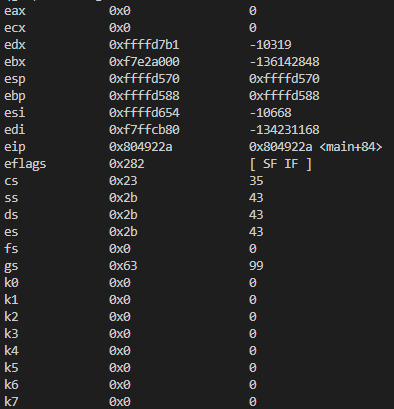 eax 0x0 0
ecx 0x0 0
edx 0xffffd7b1 -10319
ebx 0xf7e2a000 -136142848
esp 0xffffd570 0xffffd570
ebp 0xffffd588 0xffffd588
esi 0xffffd654 -10668
edi 0xf7ffcb80 -134231168
eip 0x804922a 0x804922a <main+84>
eflags 0x282 [ SF IF ]
cs 0x23 35
ss 0x2b 43
ds 0x2b 43
es 0x2b 43
fs 0x0 0
gs 0x63 99
k0 0x0 0
k1 0x0 0
k2 0x0 0
k3 0x0 0
k4 0x0 0
k5 0x0 0
k6 0x0 0
k7 0x0 0